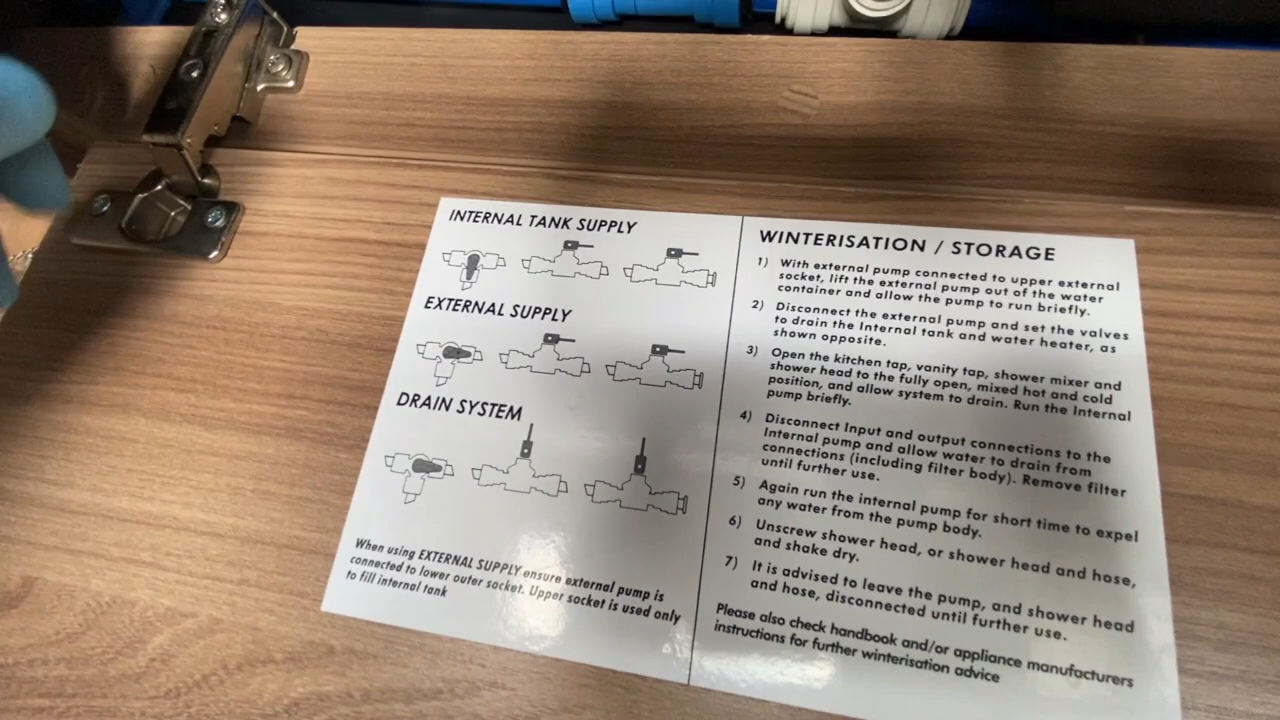 INTERNAL TANK SUPPLY
EXTERNAL SUPPLY
DRAIN SYSTEM
When using EXTERNAL SUPPLY ensure external pump is
connected to lower outer socket. Upper socket is used only
to fill internal tank
WINTERISATION / STORAGE
1) With external pump connected to upper external
socket, lift the external pump out of the water
container and allow the pump to run briefly.
2) Disconnect the external pump and set the valves
to drain the Internal tank and water heater, as
shown opposite.
3) Open the kitchen tap, vanity tap, shower mixer and
shower head to the fully open, mixed hot and cold
position, and allow system to drain. Run the Internal
pump briefly.
4) Disconnect Input and output connections to the
Internal pump and allow water to drain from
connections (including filter body). Remove filter
until further use.
5) Again run the internal pump for short time to expel
any water from the pump body.
6) Unscrew shower head, or shower head and hose,
and shake dry.
7) It is advised to leave the pump, and shower head
and hose, disconnected until further use.
Please also check handbook and/or appliance manufacturers
instructions for further winterisation advice